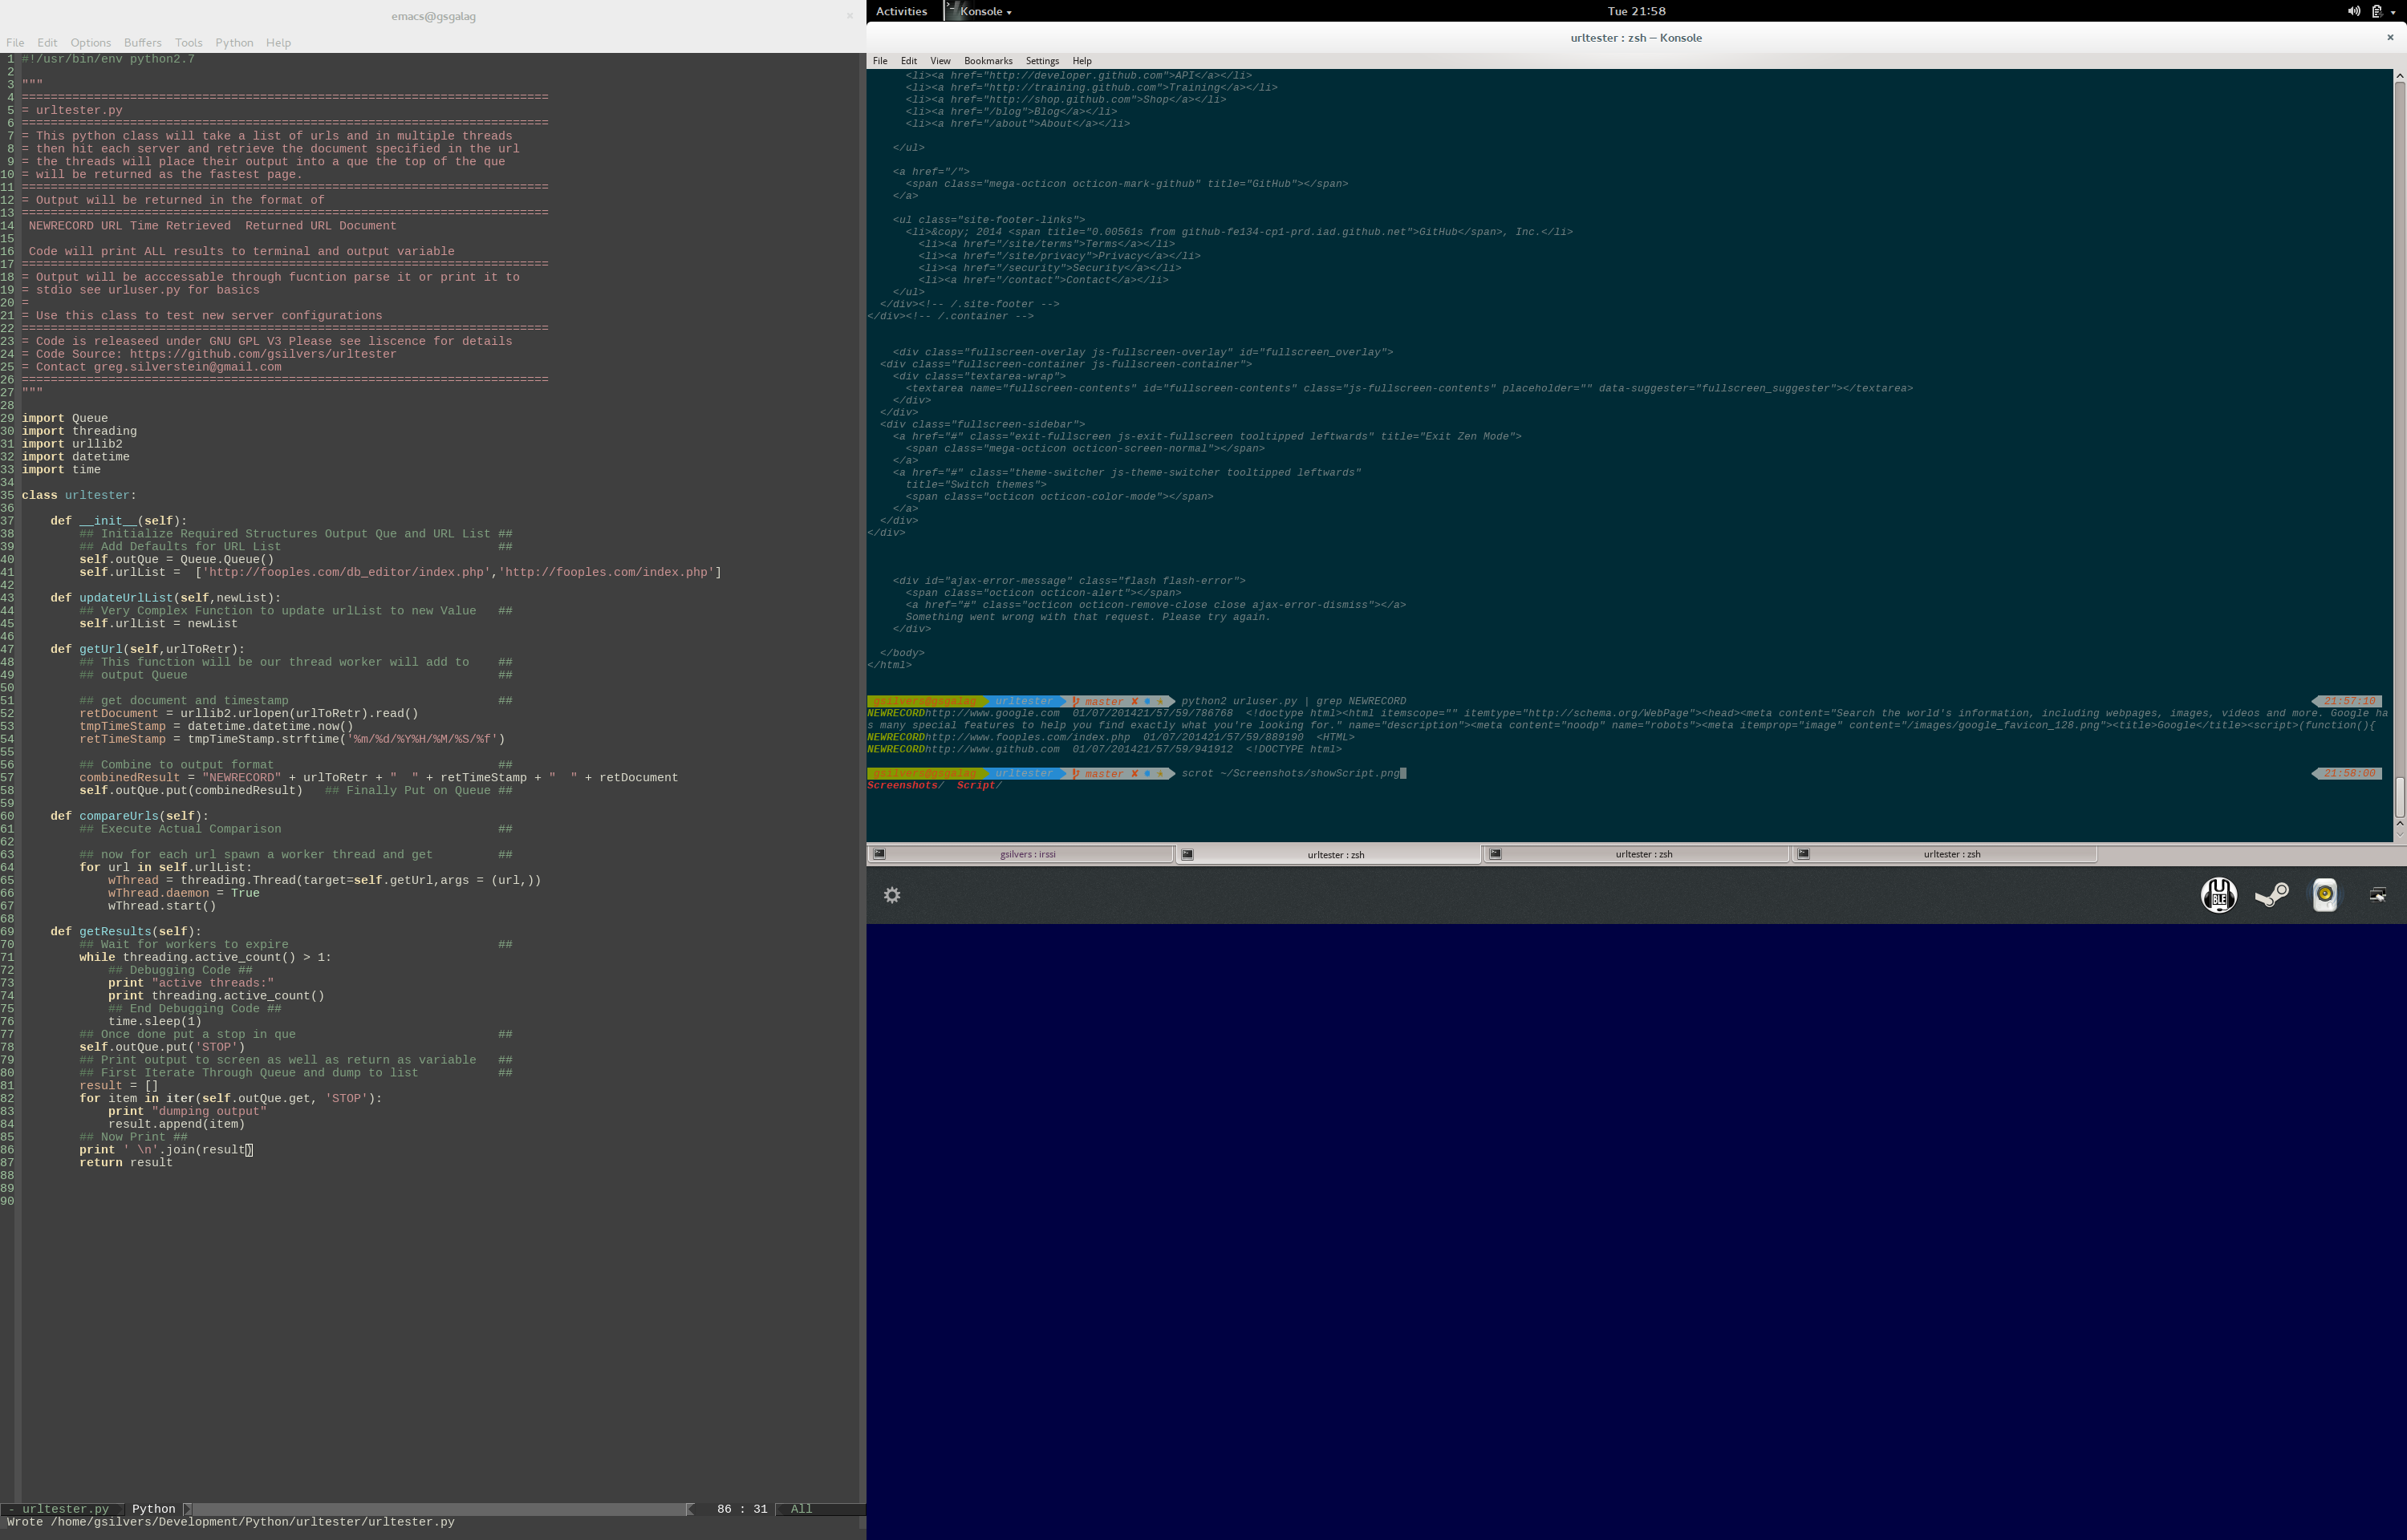 emacs@gsgalag
File Edit Options Buffers Tools Python Help
1 #!/usr/bin/env python2.7
2
3 """
4 =========================================================================
5 = urltester.py
6 =========================================================================
7 = This python class will take a list of urls and in multiple threads
8 = then hit each server and retrieve the document specified in the url
9 = the threads will place their output into a que the top of the que
10 = will be returned as the fastest page.
11 =========================================================================
12 = Output will be returned in the format of
13 =========================================================================
14  NEWRECORD URL Time Retrieved  Returned URL Document
15
16  Code will print ALL results to terminal and output variable
17 =========================================================================
18 = Output will be acccessable through fucntion parse it or print it to
19 = stdio see urluser.py for basics
20 =
21 = Use this class to test new server configurations
22 =========================================================================
23 = Code is releaseed under GNU GPL V3 Please see liscence for details
24 = Code Source: https://github.com/gsilvers/urltester
25 = Contact greg.silverstein@gmail.com
26 =========================================================================
27 """
28
29 import Queue
30 import threading
31 import urllib2
32 import datetime
33 import time
34
35 class urltester:
36
37     def __init__(self):
38         ## Initialize Required Structures Output Que and URL List ##
39         ## Add Defaults for URL List                              ##
40         self.outQue = Queue.Queue()
41         self.urlList =  ['http://fooples.com/db_editor/index.php','http://fooples.com/index.php']
42
43     def updateUrlList(self,newList):
44         ## Very Complex Function to update urlList to new Value   ##
45         self.urlList = newList
46
47     def getUrl(self,urlToRetr):
48         ## This function will be our thread worker will add to    ##
49         ## output Queue                                           ##
50
51         ## get document and timestamp                             ##
52         retDocument = urllib2.urlopen(urlToRetr).read()
53         tmpTimeStamp = datetime.datetime.now()
54         retTimeStamp = tmpTimeStamp.strftime('%m/%d/%Y%H/%M/%S/%f')
55
56         ## Combine to output format                               ##
57         combinedResult = "NEWRECORD" + urlToRetr + "  " + retTimeStamp + "  " + retDocument
58         self.outQue.put(combinedResult)   ## Finally Put on Queue ##
59
60     def compareUrls(self):
61         ## Execute Actual Comparison                              ##
62
63         ## now for each url spawn a worker thread and get         ##
64         for url in self.urlList:
65             wThread = threading.Thread(target=self.getUrl,args = (url,))
66             wThread.daemon = True
67             wThread.start()
68
69     def getResults(self):
70         ## Wait for workers to expire                             ##
71         while threading.active_count() > 1:
72             ## Debugging Code ##
73             print "active threads:"
74             print threading.active_count()
75             ## End Debugging Code ##
76             time.sleep(1)
77         ## Once done put a stop in que                            ##
78         self.outQue.put('STOP')
79         ## Print output to screen as well as return as variable   ##
80         ## First Iterate Through Queue and dump to list           ##
81         result = []
82         for item in iter(self.outQue.get, 'STOP'):
83             print "dumping output"
84             result.append(item)
85         ## Now Print ##
86         print ' \n'.join(result)
87         return result
88
89
90
- urltester.py Python 86 : 31 All
Wrote /home/gsilvers/Development/Python/urltester/urltester.py
Activities Konsole Tue 21:58
urltester : zsh – Konsole
File Edit View Bookmarks Settings Help
<li><a href="http://developer.github.com">API</a></li>
<li><a href="http://training.github.com">Training</a></li>
<li><a href="http://shop.github.com">Shop</a></li>
<li><a href="/blog">Blog</a></li>
<li><a href="/about">About</a></li>
</ul>
<a href="/">
<span class="mega-octicon octicon-mark-github" title="GitHub"></span>
</a>
<ul class="site-footer-links">
<li>&copy; 2014 <span title="0.00561s from github-fe134-cp1-prd.iad.github.net">GitHub</span>, Inc.</li>
<li><a href="/site/terms">Terms</a></li>
<li><a href="/site/privacy">Privacy</a></li>
<li><a href="/security">Security</a></li>
<li><a href="/contact">Contact</a></li>
</ul>
</div><!-- /.site-footer -->
</div><!-- /.container -->
<div class="fullscreen-overlay js-fullscreen-overlay" id="fullscreen_overlay">
<div class="fullscreen-container js-fullscreen-container">
<div class="textarea-wrap">
<textarea name="fullscreen-contents" id="fullscreen-contents" class="js-fullscreen-contents" placeholder="" data-suggester="fullscreen_suggester"></textarea>
</div>
</div>
<div class="fullscreen-sidebar">
<a href="#" class="exit-fullscreen js-exit-fullscreen tooltipped leftwards" title="Exit Zen Mode">
<span class="mega-octicon octicon-screen-normal"></span>
</a>
<a href="#" class="theme-switcher js-theme-switcher tooltipped leftwards"
title="Switch themes">
<span class="octicon octicon-color-mode"></span>
</a>
</div>
</div>
<div id="ajax-error-message" class="flash flash-error">
<span class="octicon octicon-alert"></span>
<a href="#" class="octicon octicon-remove-close close ajax-error-dismiss"></a>
Something went wrong with that request. Please try again.
</div>
</body>
</html>
gsilvers@gsgalag urltester master ✘ ★ python2 urluser.py | grep NEWRECORD 21:57:10
NEWRECORDhttp://www.google.com  01/07/201421/57/59/786768  <!doctype html><html itemscope="" itemtype="http://schema.org/WebPage"><head><meta content="Search the world's information, including webpages, images, videos and more. Google ha
s many special features to help you find exactly what you're looking for." name="description"><meta content="noodp" name="robots"><meta itemprop="image" content="/images/google_favicon_128.png"><title>Google</title><script>(function(){
NEWRECORDhttp://www.fooples.com/index.php  01/07/201421/57/59/889190  <HTML>
NEWRECORDhttp://www.github.com  01/07/201421/57/59/941912  <!DOCTYPE html>
gsilvers@gsgalag urltester master ✘ ★ scrot ~/Screenshots/showScript.png 21:58:00
Screenshots/  Script/
gsilvers : irssi urltester : zsh urltester : zsh urltester : zsh
U BLE